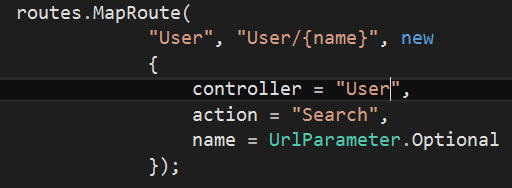 routes.MapRoute(
"User", "User/{name}", new
{
controller = "User",
action = "Search",
name = UrlParameter.Optional
});